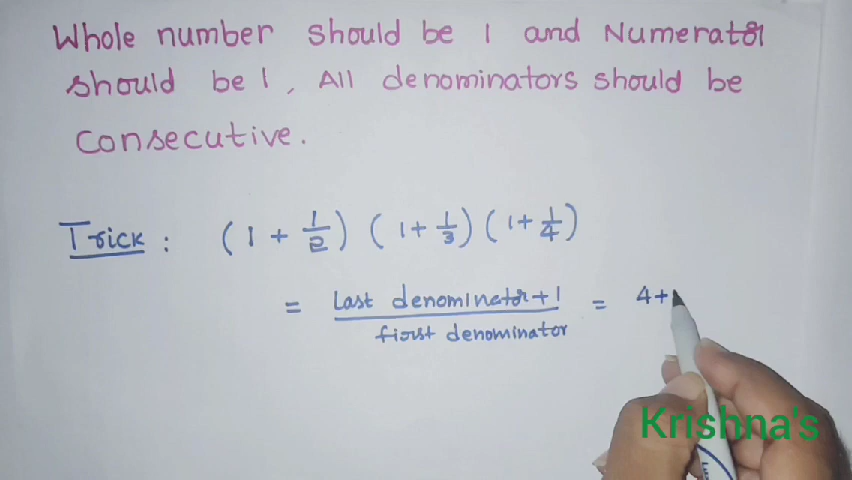 Whole number should be 1 and Numerator
should be 1, All denominators should be
Consecutive.
Trick : (1 + 1/2) (1 + 1/3) (1 + 1/4)
= Last denominator+1 / first denominator = 4+
Krishna's